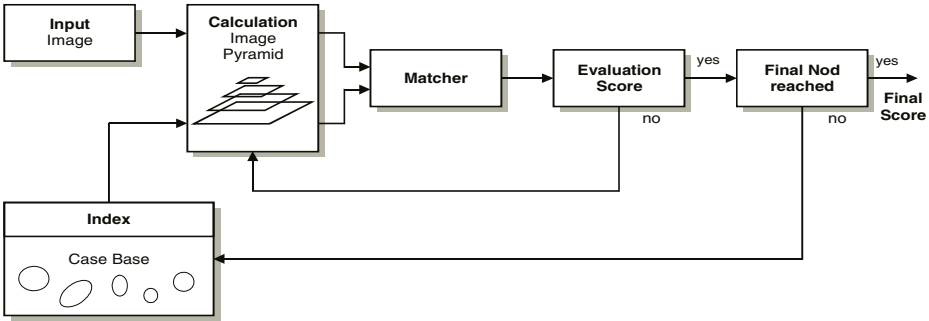 Input
Image
Calculation
Image
Pyramid
Matcher
Evaluation
Score
yes
no
Final Nod
reached
yes
no
Final
Score
Index
Case Base